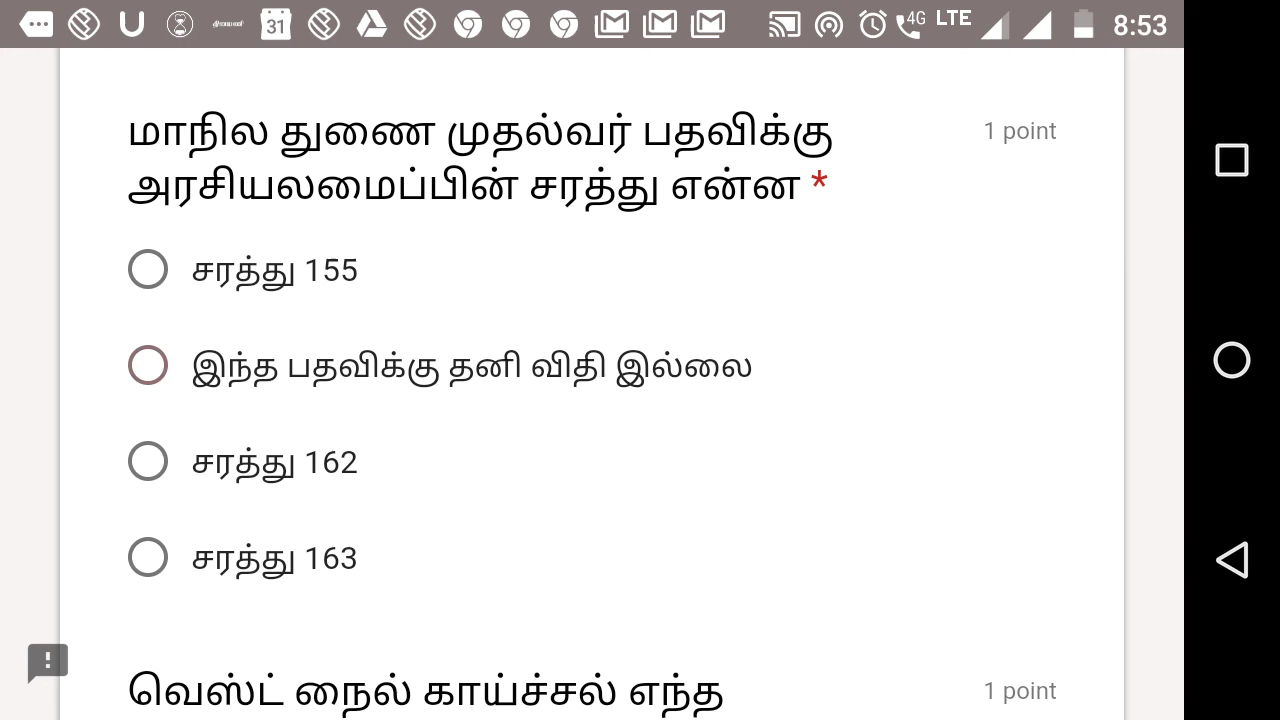 31
4G LTE 8:53
மாநில துணை முதல்வர் பதவிக்கு
1 point
அரசியலமைப்பின் சரத்து என்ன *
சரத்து 155
இந்த பதவிக்கு தனி விதி இல்லை
சரத்து 162
சரத்து 163
வெஸ்ட் நைல் காய்ச்சல் எந்த
1 point